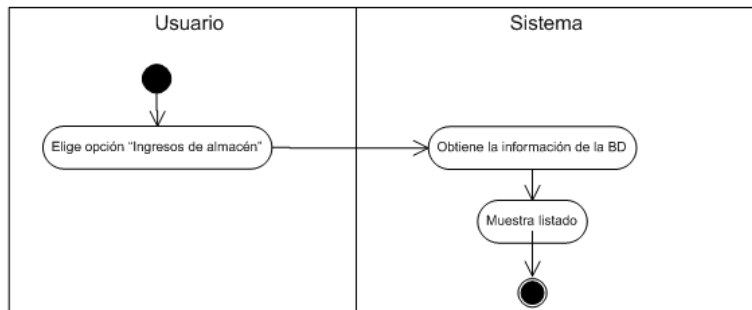 Usuario
Sistema
Elige opción “Ingresos de almacén”
Obtiene la información de la BD
Muestra listado